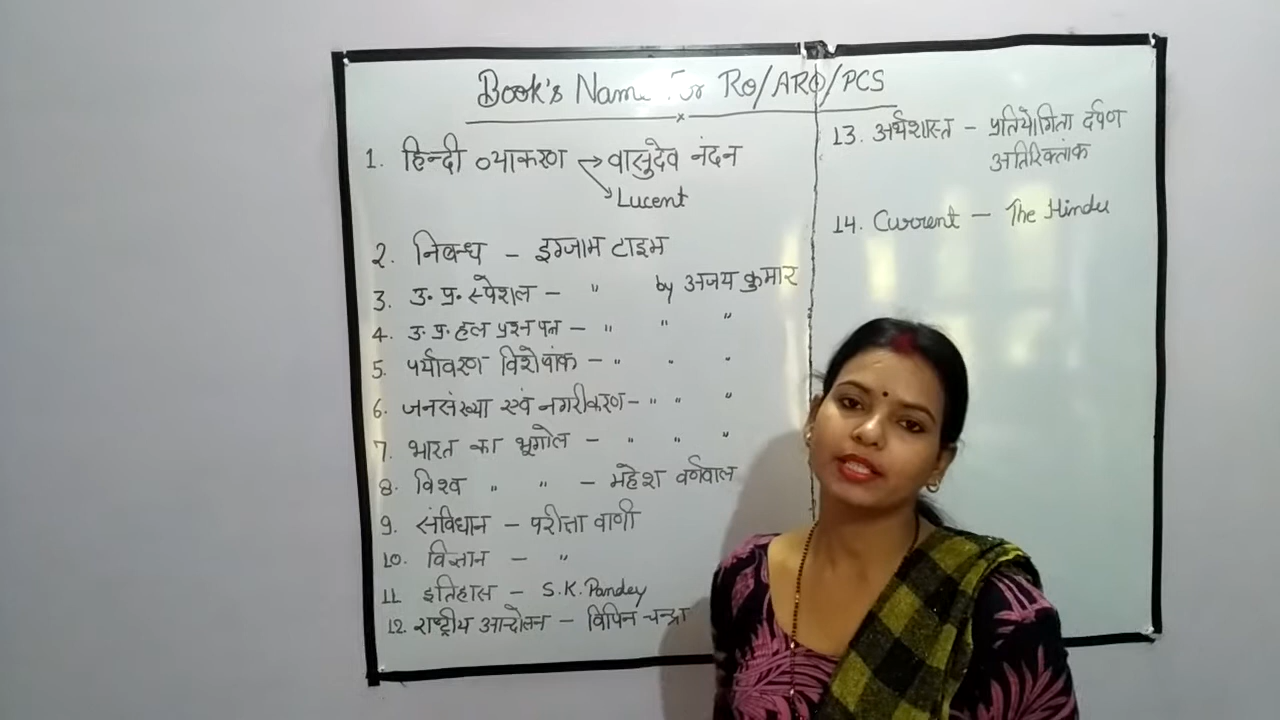 Book's Name For RO/ARO/PCS
1. हिन्दी व्याकरण → वासुदेव नंदन
Lucent
2. निबन्ध - इग्जाम टाइम
3. उ. प्र. स्पेशल - " by अजय कुमार
4. उ. प्र. हल प्रश्न पत्र - " " "
5. पर्यावरण विशेषांक - " " "
6. जनसंख्या एवं नगरीकरण - " " "
7. भारत का भूगोल - " " "
8. विश्व " " - महेश वर्णवाल
9. संविधान - परीक्षा वाणी
10. विज्ञान - "
11 इतिहास - S.K. Pandey
12. राष्ट्रीय आन्दोलन - विपिन चन्द्रा
13. अर्थशास्त्र - प्रतियोगिता दर्पण
अतिरिक्तांक
14. Current - The Hindu